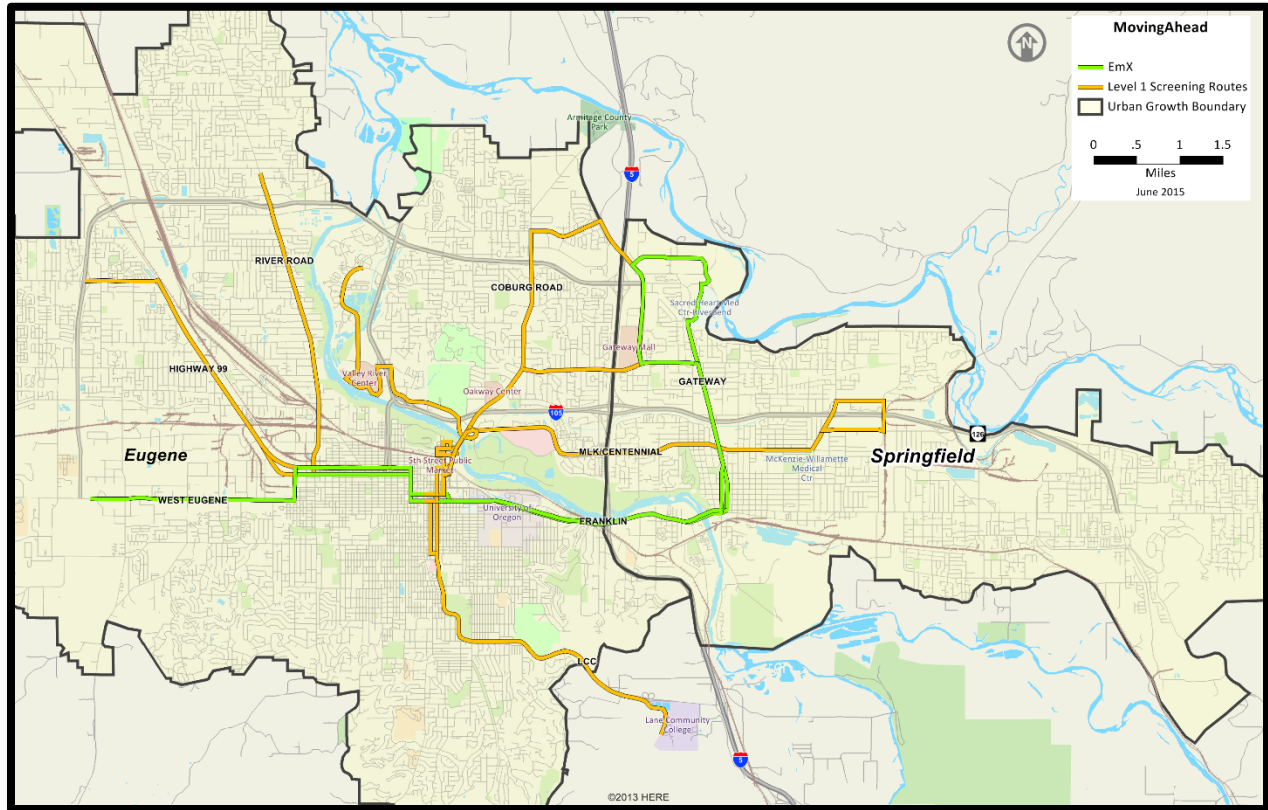 MovingAhead
EmX
Level 1 Screening Routes
Urban Growth Boundary
0 .5 1 1.5
Miles
June 2015
N
Armitage County
Park
5
RIVER ROAD
COBURG ROAD
Sacred Heart Med
Ctr-Riverbend
Gateway Mall
HIGHWAY 99
Valley River
Center
GATEWAY
Oakway Center
105
126
Eugene
5th Street Public
Market
MLK/CENTENNIAL
McKenzie-Willamette
Medical
Ctr
Springfield
WEST EUGENE
University of
Oregon
FRANKLIN
LCC
Lane Community
College
5
©2013 HERE